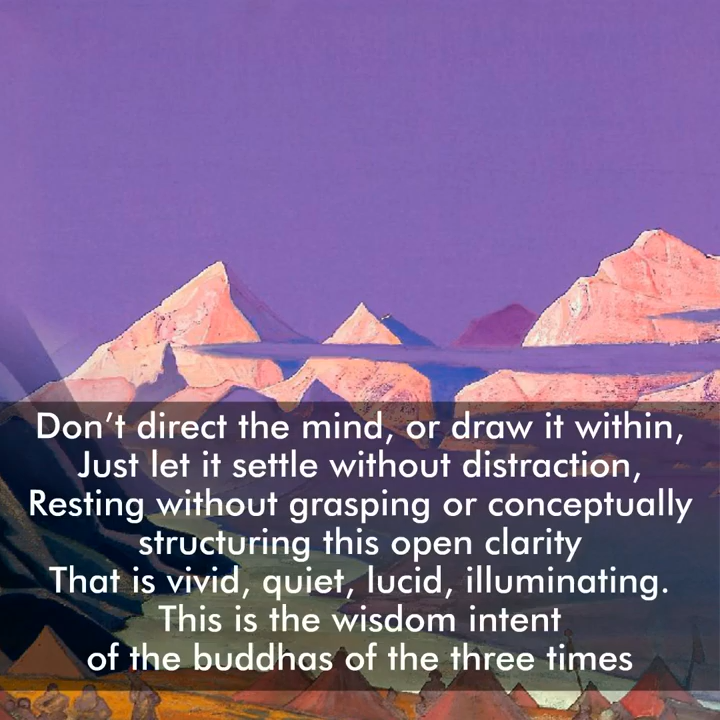 Don’t direct the mind, or draw it within,
Just let it settle without distraction,
Resting without grasping or conceptually
structuring this open clarity
That is vivid, quiet, lucid, illuminating.
This is the wisdom intent
of the buddhas of the three times